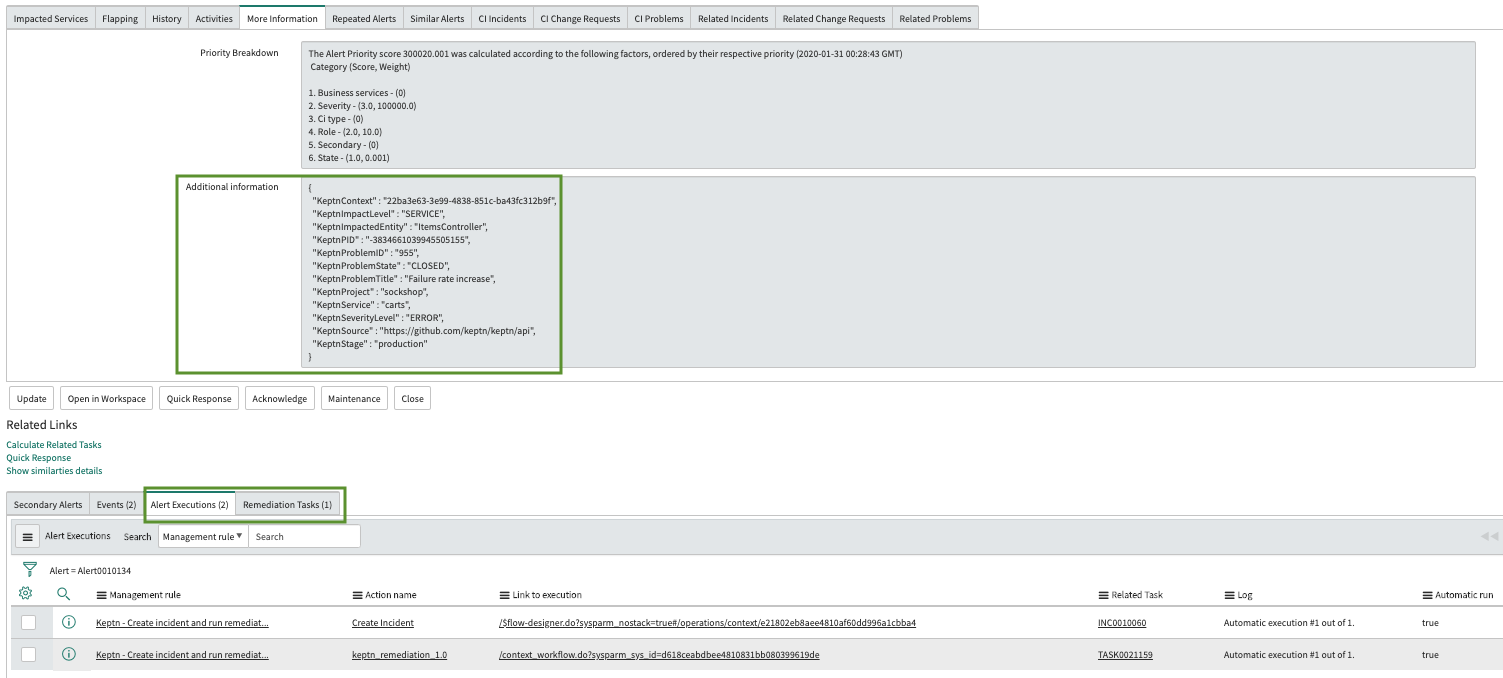 Impacted Services Flapping History Activities More Information Repeated Alerts Similar Alerts CI Incidents CI Change Requests CI Problems Related Incidents Related Change Requests Related Problems
Priority Breakdown
The Alert Priority score 300020.001 was calculated according to the following factors, ordered by their respective priority (2020-01-31 00:28:43 GMT)
Category (Score, Weight)
1. Business services - (0)
2. Severity - (3.0, 100000.0)
3. Ci type - (0)
4. Role - (2.0, 10.0)
5. Secondary - (0)
6. State - (1.0, 0.001)
Additional information
{
"KeptnContext" : "22ba3e63-3e99-4838-851c-ba43fc312b9f",
"KeptnImpactLevel" : "SERVICE",
"KeptnImpactedEntity" : "ItemsController",
"KeptnPID" : "-3834661039945505155",
"KeptnProblemID" : "955",
"KeptnProblemState" : "CLOSED",
"KeptnProblemTitle" : "Failure rate increase",
"KeptnProject" : "sockshop",
"KeptnService" : "carts",
"KeptnSeverityLevel" : "ERROR",
"KeptnSource" : "https://github.com/keptn/keptn/api",
"KeptnStage" : "production"
}
Update Open in Workspace Quick Response Acknowledge Maintenance Close
Related Links
Calculate Related Tasks
Quick Response
Show similarties details
Secondary Alerts Events (2) Alert Executions (2) Remediation Tasks (1)
Alert Executions Search Management rule Search
Alert = Alert0010134
Management rule Action name Link to execution Related Task Log Automatic run
Keptn - Create incident and run remediat... Create Incident /$flow-designer.do?sysparm_nostack=true#/operations/context/e21802eb8aee4810af60dd996a1cbba4 INC0010060 Automatic execution #1 out of 1. true
Keptn - Create incident and run remediat... keptn_remediation_1.0 /context_workflow.do?sysparm_sys_id=d618ceabdbee4810831bb080399619de TASK0021159 Automatic execution #1 out of 1. true